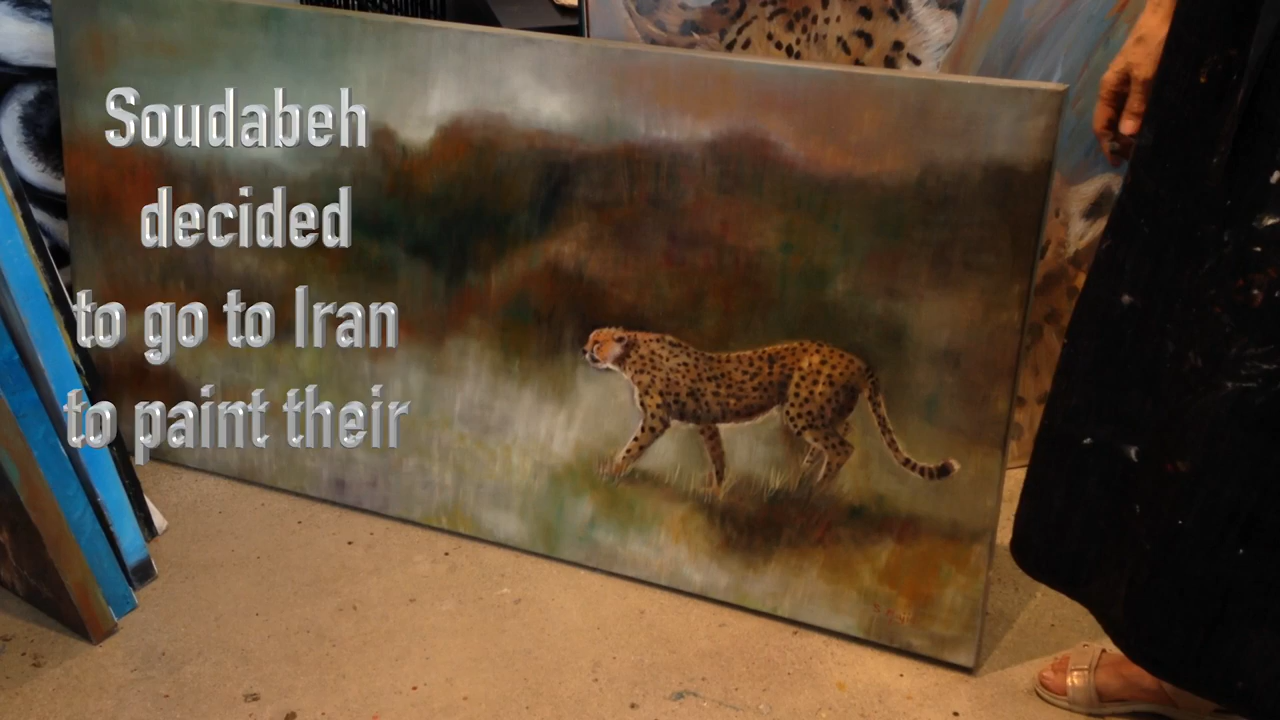 Soudabeh
decided
to go to Iran
to paint their